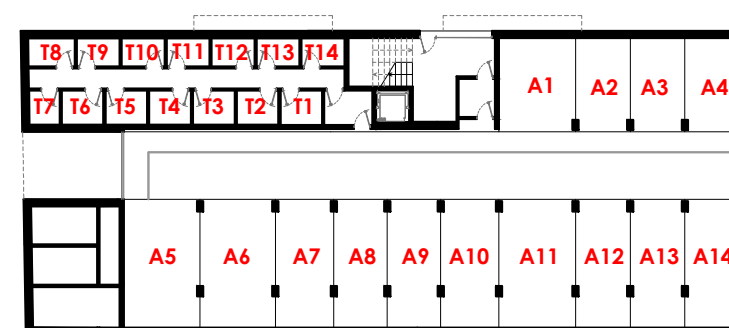 T8 T9 T10 T11 T12 T13 T14
A1 A2 A3 A4
T7 T6 T5 T4 T3 T2 T1
A5 A6 A7 A8 A9 A10 A11 A12 A13 A14